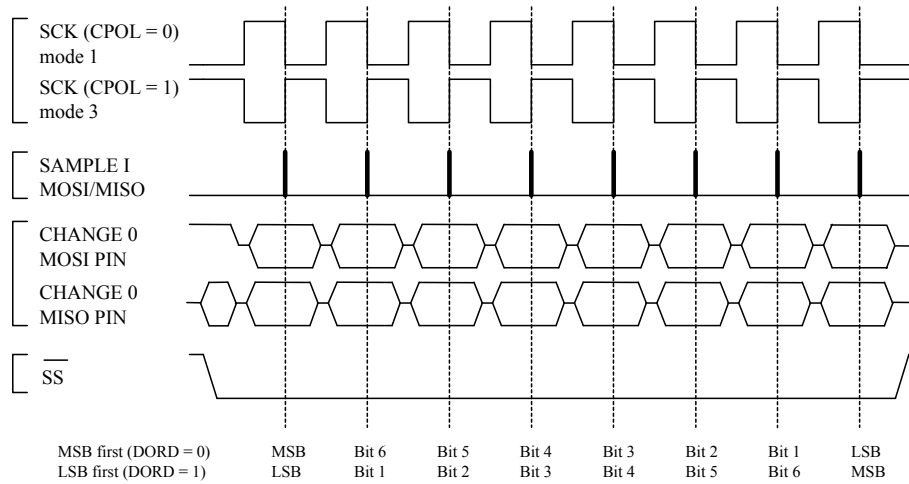 SCK (CPOL = 0)
mode 1
SCK (CPOL = 1)
mode 3
SAMPLE I
MOSI/MISO
CHANGE 0
MOSI PIN
CHANGE 0
MISO PIN
SS
MSB first (DORD = 0) MSB Bit 6 Bit 5 Bit 4 Bit 3 Bit 2 Bit 1 LSB
LSB first (DORD = 1) LSB Bit 1 Bit 2 Bit 3 Bit 4 Bit 5 Bit 6 MSB